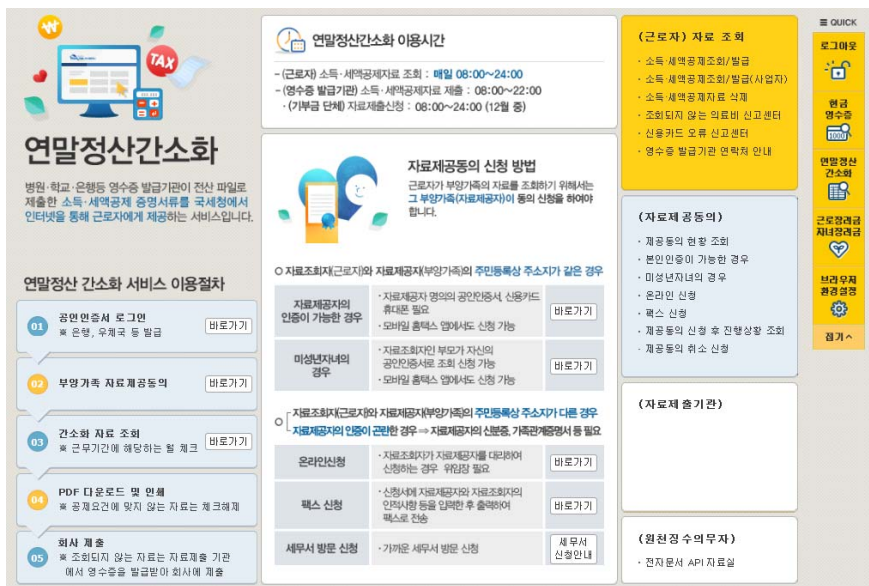 TAX
연말정산간소화
병원·학교·은행등 영수증 발급기관이 전산 파일로
제출한 소득·세액공제 증명서류를 국세청에서
인터넷을 통해 근로자에게 제공하는 서비스입니다.
연말정산 간소화 서비스 이용절차
01 공인인증서 로그인
※ 은행, 우체국 등 발급
바로가기
02 부양가족 자료제공동의
바로가기
03 간소화 자료 조회
※ 근무기간에 해당하는 월 체크
바로가기
04 PDF 다운로드 및 인쇄
※ 공제요건에 맞지 않는 자료는 체크해제
05 회사 제출
※ 조회되지 않는 자료는 자료제출 기관
에서 영수증을 발급받아 회사에 제출
연말정산간소화 이용시간
- (근로자) 소득·세액공제자료 조회 : 매일 08:00~24:00
- (영수증 발급기관) 소득·세액공제자료 제출 : 08:00~22:00
· (기부금 단체) 자료제출신청 : 08:00~24:00 (12월 중)
자료제공동의 신청 방법
근로자가 부양가족의 자료를 조회하기 위해서는
그 부양가족(자료제공자)이 동의 신청을 하여야
합니다.
자료조회자(근로자)와 자료제공자(부양가족)의 주민등록상 주소지가 같은 경우
자료제공자의
인증이 가능한 경우
· 자료제공자 명의의 공인인증서, 신용카드
휴대폰 필요
· 모바일 홈택스 앱에서도 신청 가능
바로가기
미성년자녀의
경우
· 자료조회자인 부모가 자신의
공인인증서로 조회 신청 가능
· 모바일 홈택스 앱에서도 신청 가능
바로가기
자료조회자(근로자)와 자료제공자(부양가족)의 주민등록상 주소지가 다른 경우
자료제공자의 인증이 곤란한 경우 ⇒ 자료제공자의 신분증, 가족관계증명서 등 필요
온라인신청
· 자료조회자가 자료제공자를 대리하여
신청하는 경우 위임장 필요
바로가기
팩스 신청
· 신청서에 자료제공자와 자료조회자의
인적사항 등을 입력한 후 출력하여
팩스로 전송
바로가기
세무서 방문 신청
· 가까운 세무서 방문 신청
세무서
신청안내
(근로자) 자료 조회
· 소득·세액공제조회/발급
· 소득·세액공제조회/발급(사업자)
· 소득·세액공제자료 삭제
· 조회되지 않는 의료비 신고센터
· 신용카드 오류 신고센터
· 영수증 발급기관 연락처 안내
(자료제공동의)
· 제공동의 현황 조회
· 본인인증이 가능한 경우
· 미성년자녀의 경우
· 온라인 신청
· 팩스 신청
· 제공동의 신청 후 진행상황 조회
· 제공동의 취소 신청
(자료제출기관)
(원천징수의무자)
· 전자문서 API 자료실
QUICK
로그아웃
현금
영수증
1000
연말정산
간소화
근로장려금
자녀장려금
브라우저
환경설정
접기